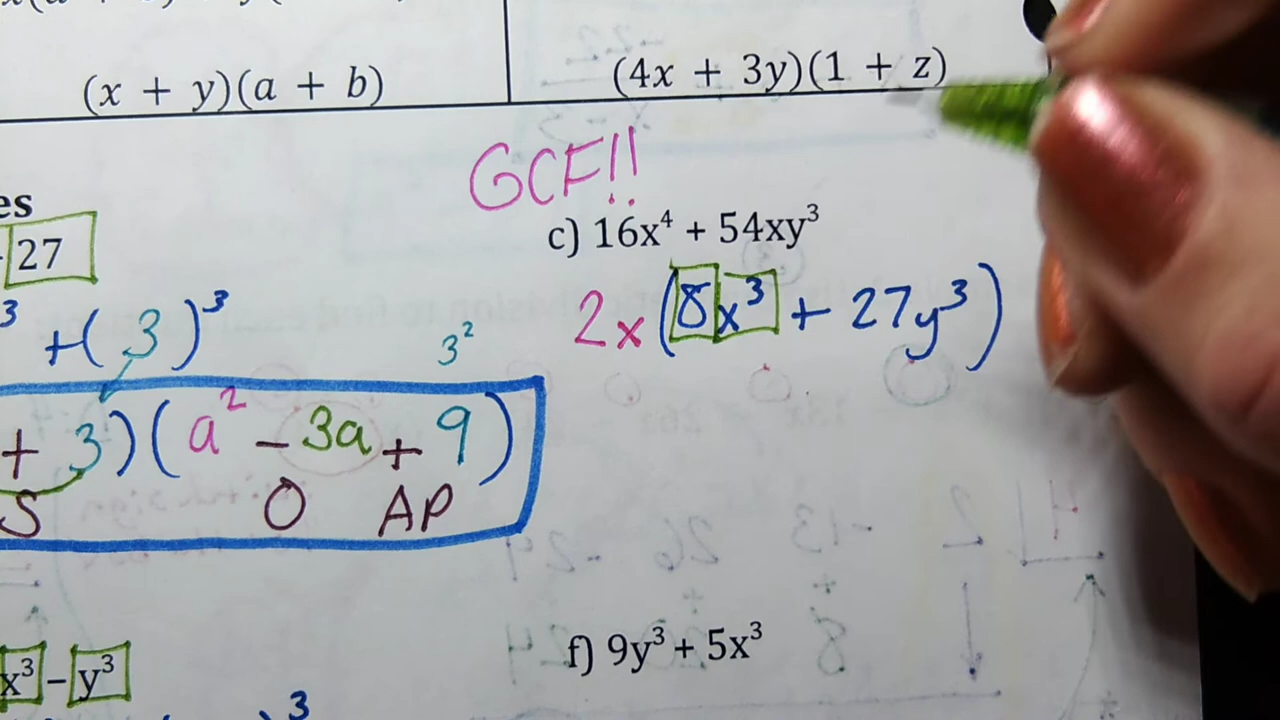 (x + y)(a + b)
(4x + 3y)(1 + z)
GCF!!
es
27
c) 16x⁴ + 54xy³
³ +( 3 )³
3²
2x(8x³ + 27y³)
+ 3)(a² - 3a + 9)
S O AP
x³ - y³
f) 9y³ + 5x³
3